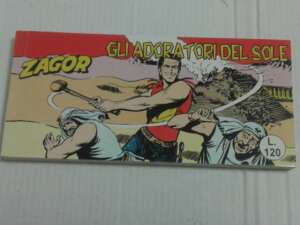 GLI ADORATORI DEL SOLE
ZAGOR
L.
120